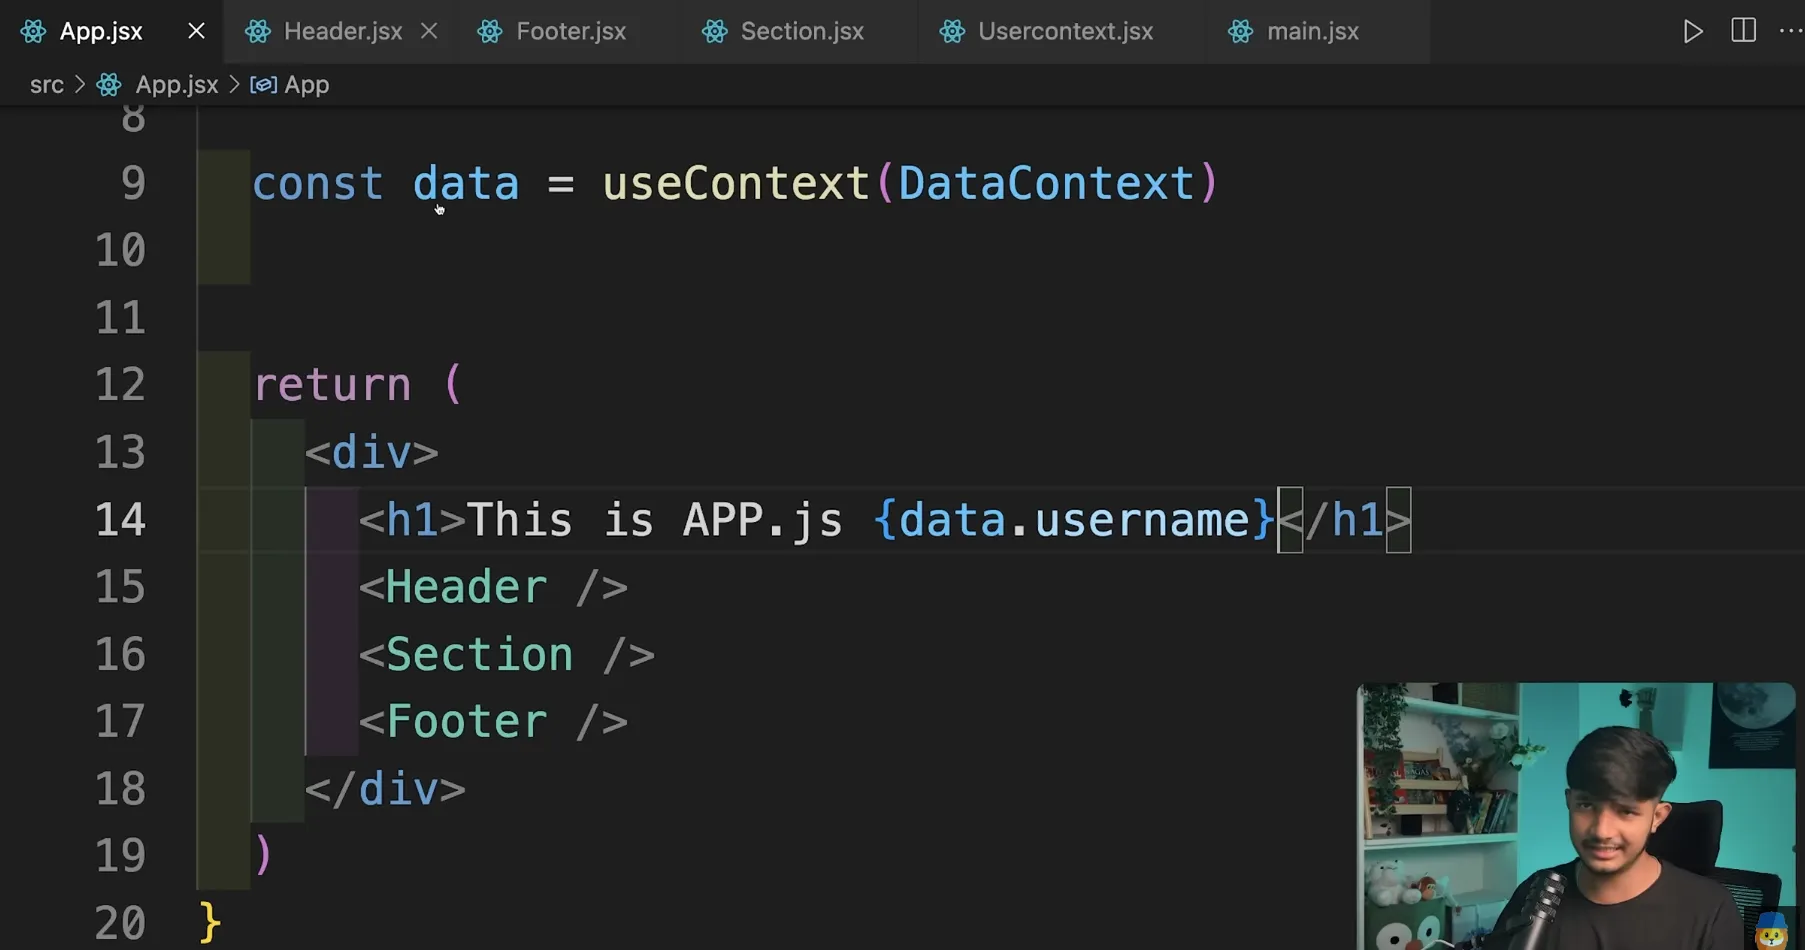 App.jsx Header.jsx Footer.jsx Section.jsx Usercontext.jsx main.jsx
src > App.jsx > App
8
9 const data = useContext(DataContext)
10
11
12 return (
13 <div>
14 <h1>This is APP.js {data.username}</h1>
15 <Header />
16 <Section />
17 <Footer />
18 </div>
19 )
20 }